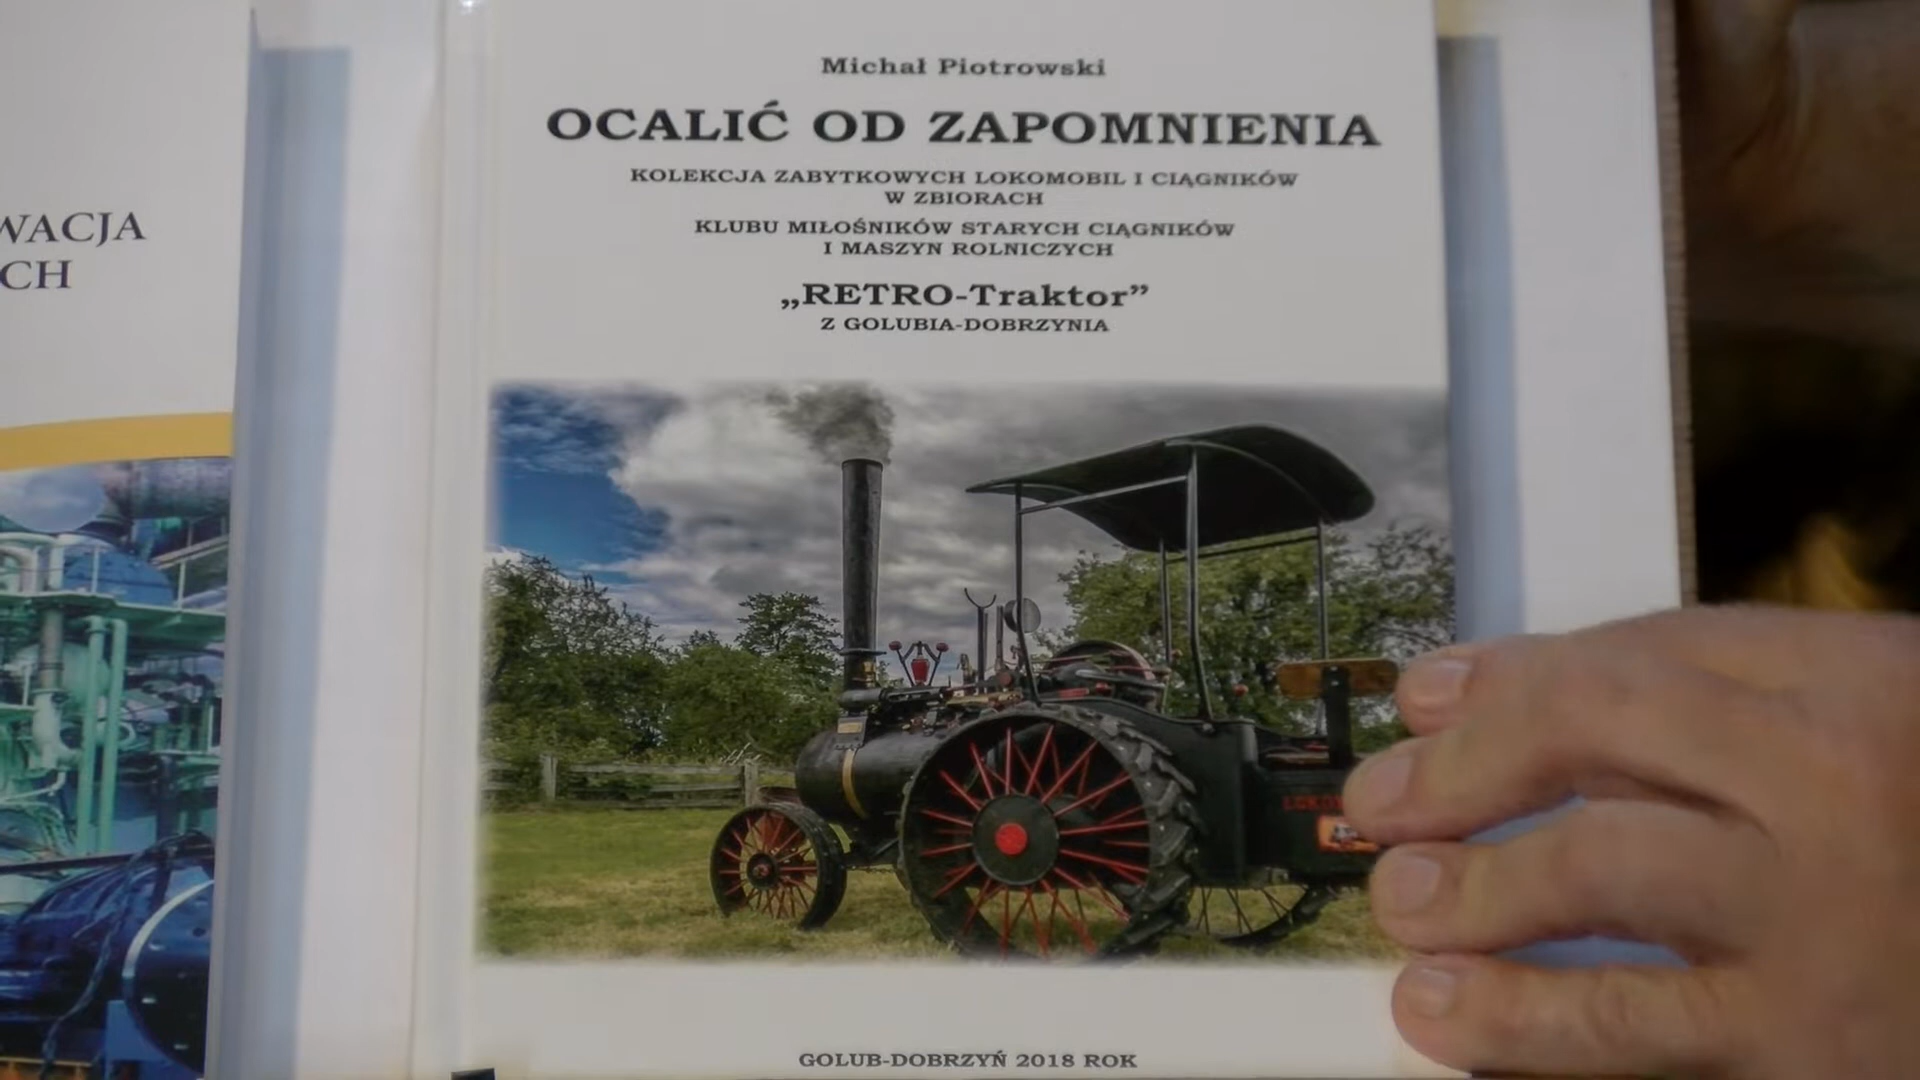 WACJA
CH
Michał Piotrowski
OCALIĆ OD ZAPOMNIENIA
KOLEKCJA ZABYTKOWYCH LOKOMOBIL I CIĄGNIKÓW
W ZBIORACH
KLUBU MIŁOŚNIKÓW STARYCH CIĄGNIKÓW
I MASZYN ROLNICZYCH
„RETRO-Traktor”
Z GOLUBIA-DOBRZYNIA
GOLUB-DOBRZYŃ 2018 ROK